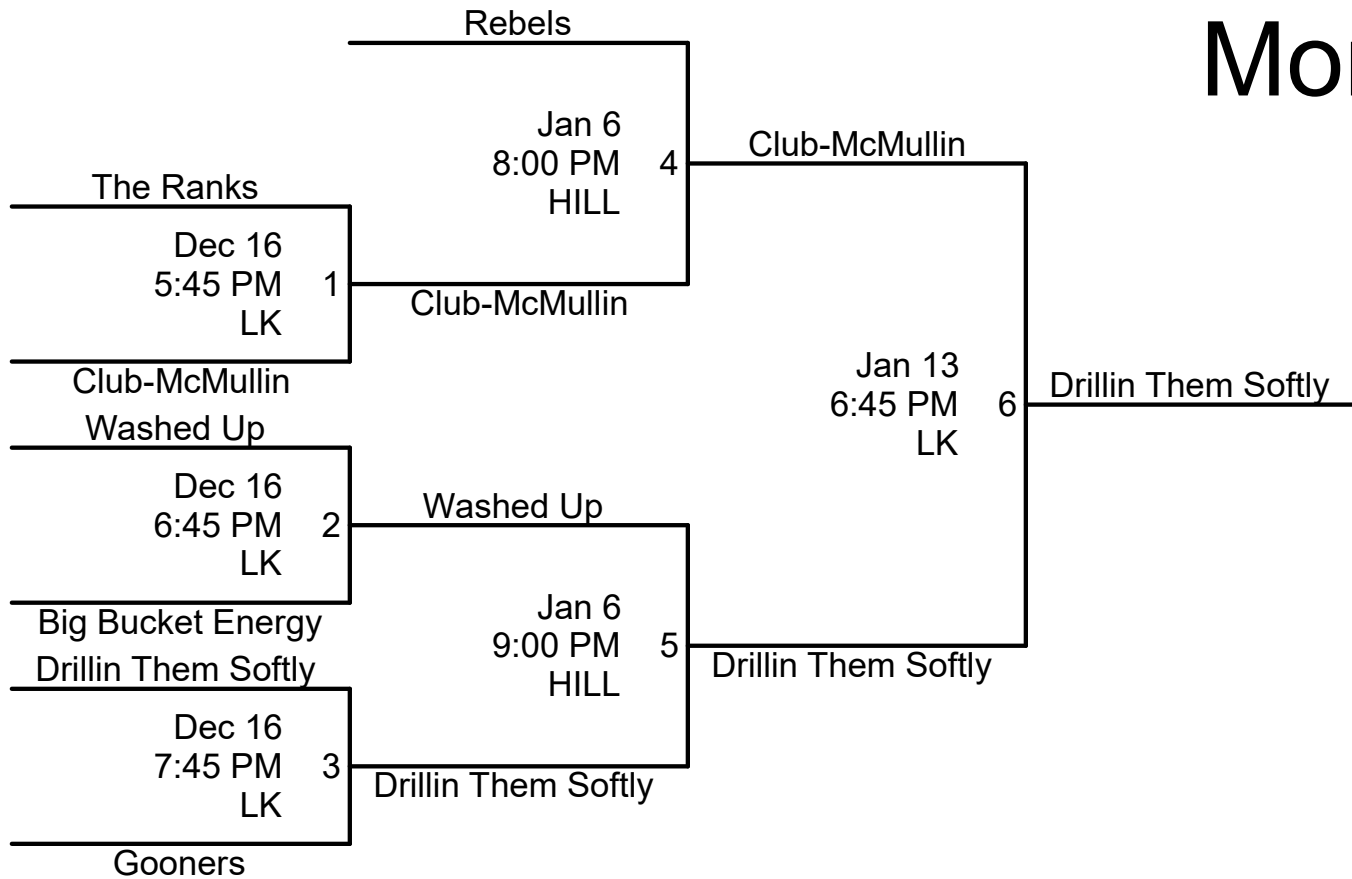 Rebels
Mor
Jan 6
8:00 PM
HILL
4
Club-McMullin
The Ranks
Dec 16
5:45 PM
LK
1
Club-McMullin
Club-McMullin
Jan 13
6:45 PM
LK
6
Drillin Them Softly
Washed Up
Dec 16
6:45 PM
LK
2
Washed Up
Big Bucket Energy
Jan 6
9:00 PM
HILL
5
Drillin Them Softly
Drillin Them Softly
Dec 16
7:45 PM
LK
3
Drillin Them Softly
Gooners